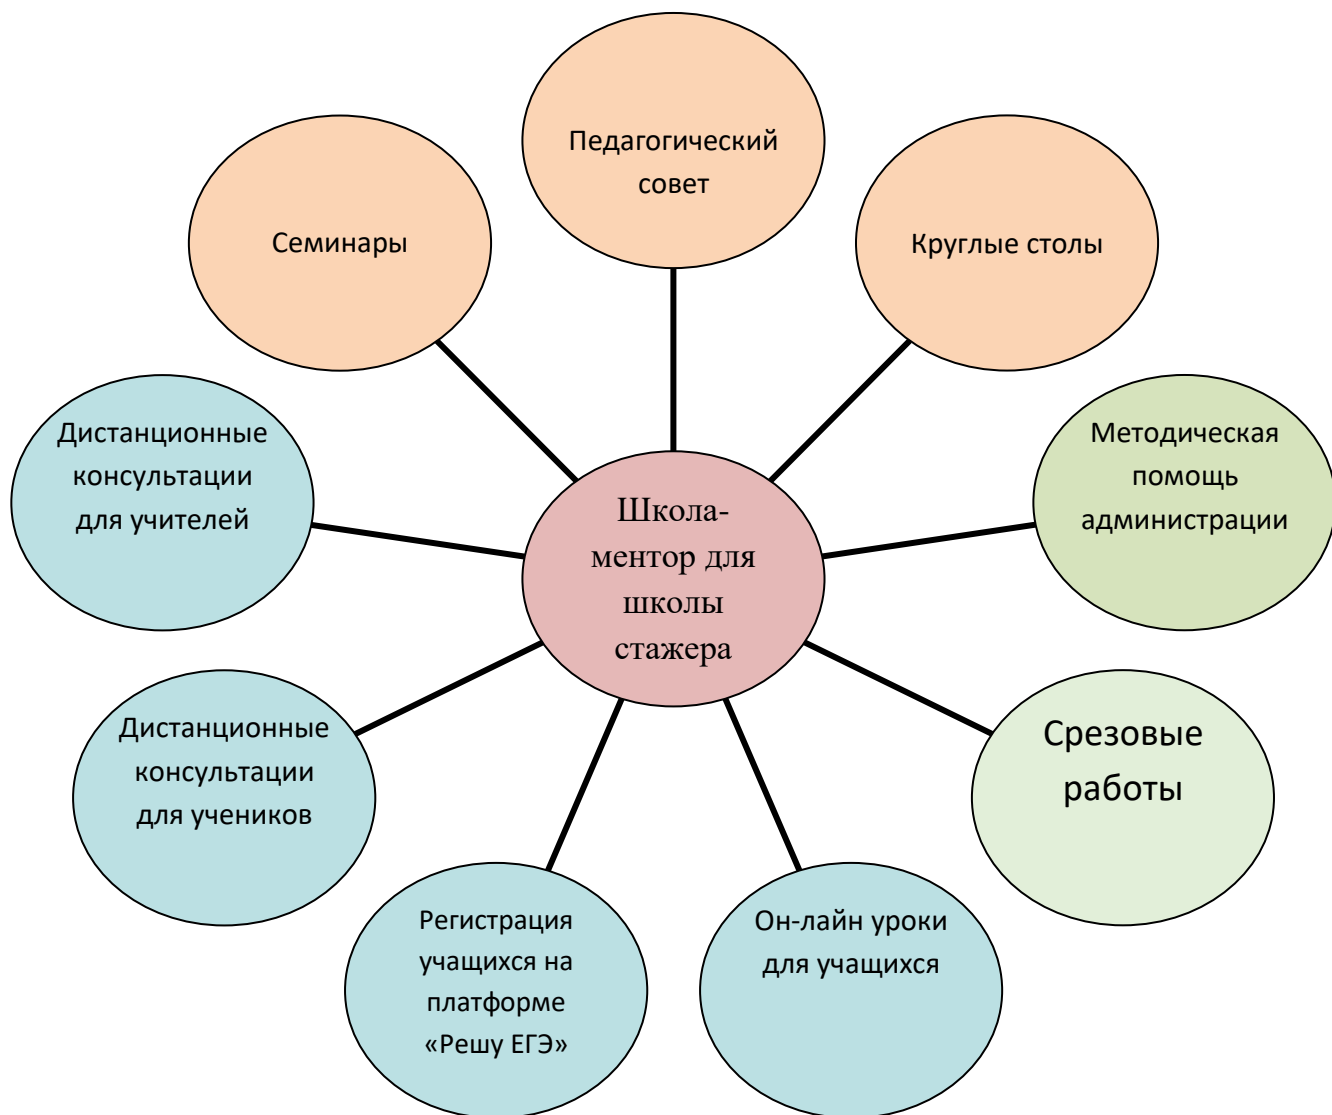 Педагогический
совет
Семинары
Круглые столы
Дистанционные
консультации
для учителей
Методическая
помощь
администрации
Школа-
ментор для
школы
стажера
Дистанционные
консультации
для учеников
Срезовые
работы
Регистрация
учащихся на
платформе
«Решу ЕГЭ»
Он-лайн уроки
для учащихся